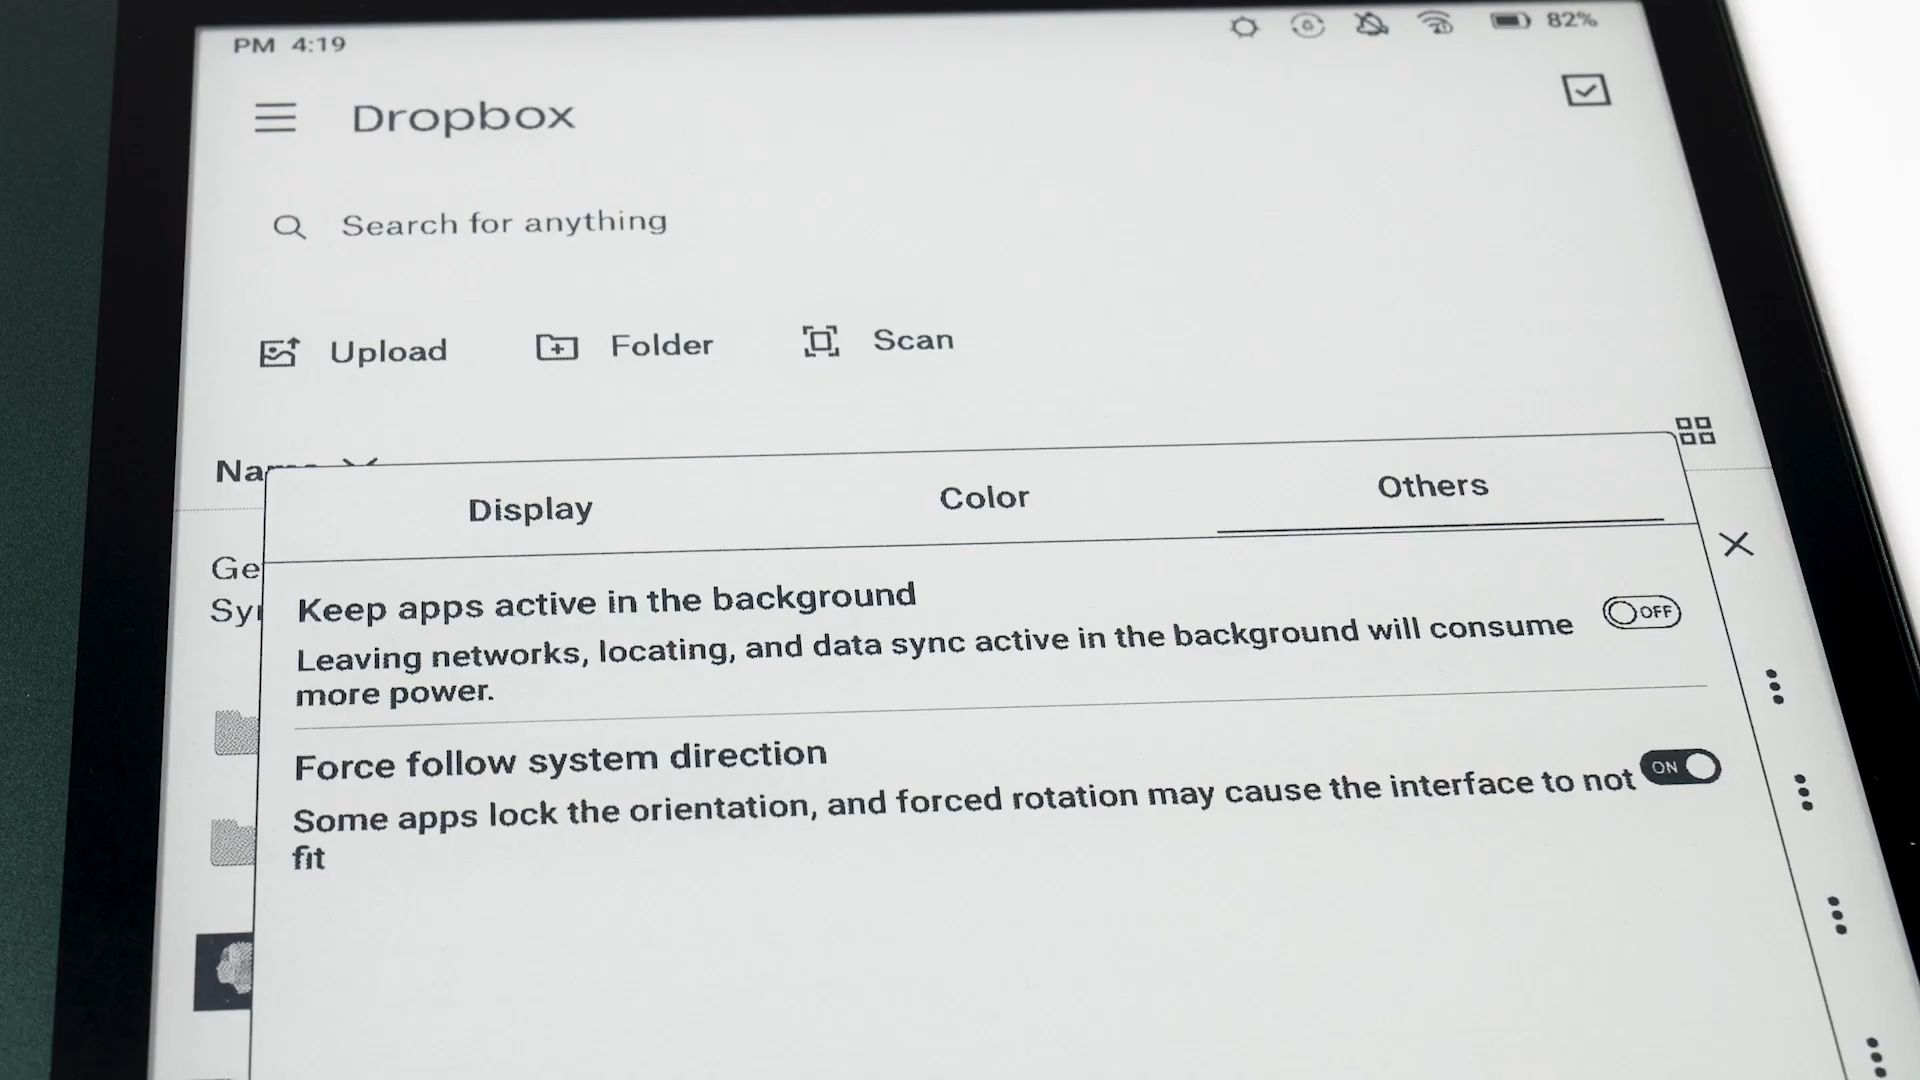 PM 4:19
82%
Dropbox
Search for anything
Upload Folder Scan
Display Color Others
Keep apps active in the background
OFF
Leaving networks, locating, and data sync active in the background will consume
more power.
Force follow system direction
ON
Some apps lock the orientation, and forced rotation may cause the interface to not
fit